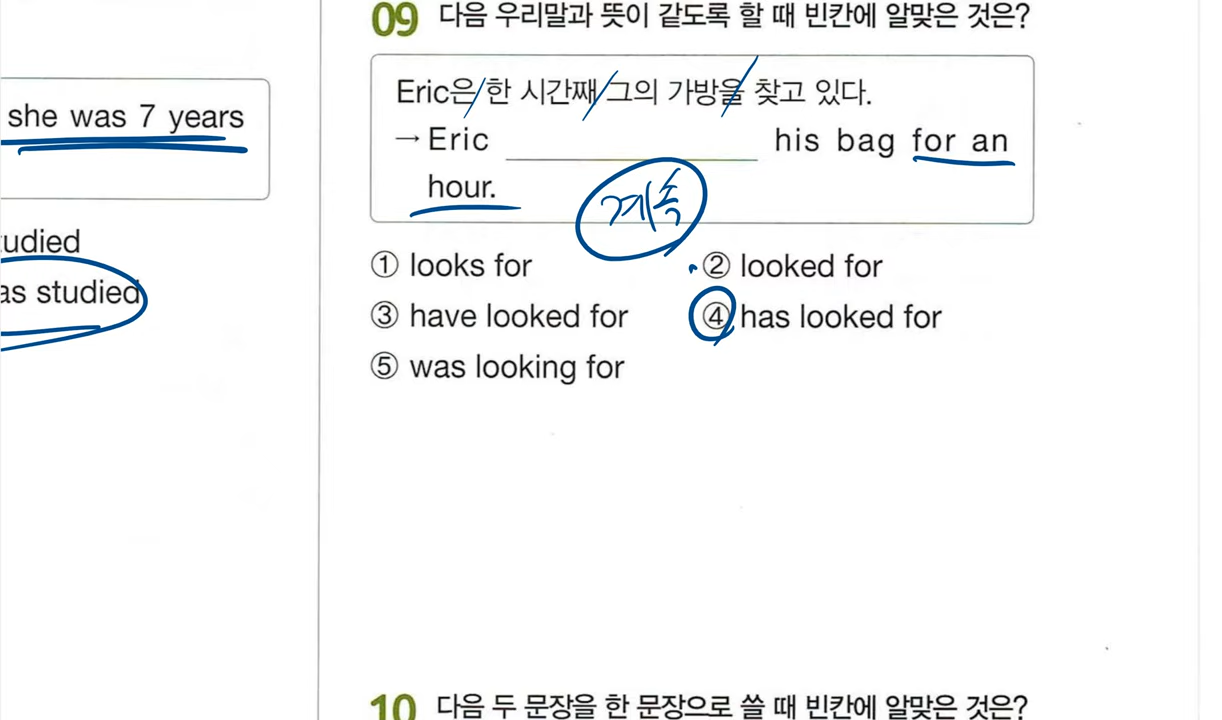 she was 7 years
tudied
as studied
09 다음 우리말과 뜻이 같도록 할 때 빈칸에 알맞은 것은?
Eric은 한 시간째 그의 가방을 찾고 있다.
→ Eric ____________ his bag for an
hour.
계속
① looks for
② looked for
③ have looked for
④ has looked for
⑤ was looking for
10 다음 두 문장을 한 문장으로 쓸 때 빈칸에 알맞은 것은?